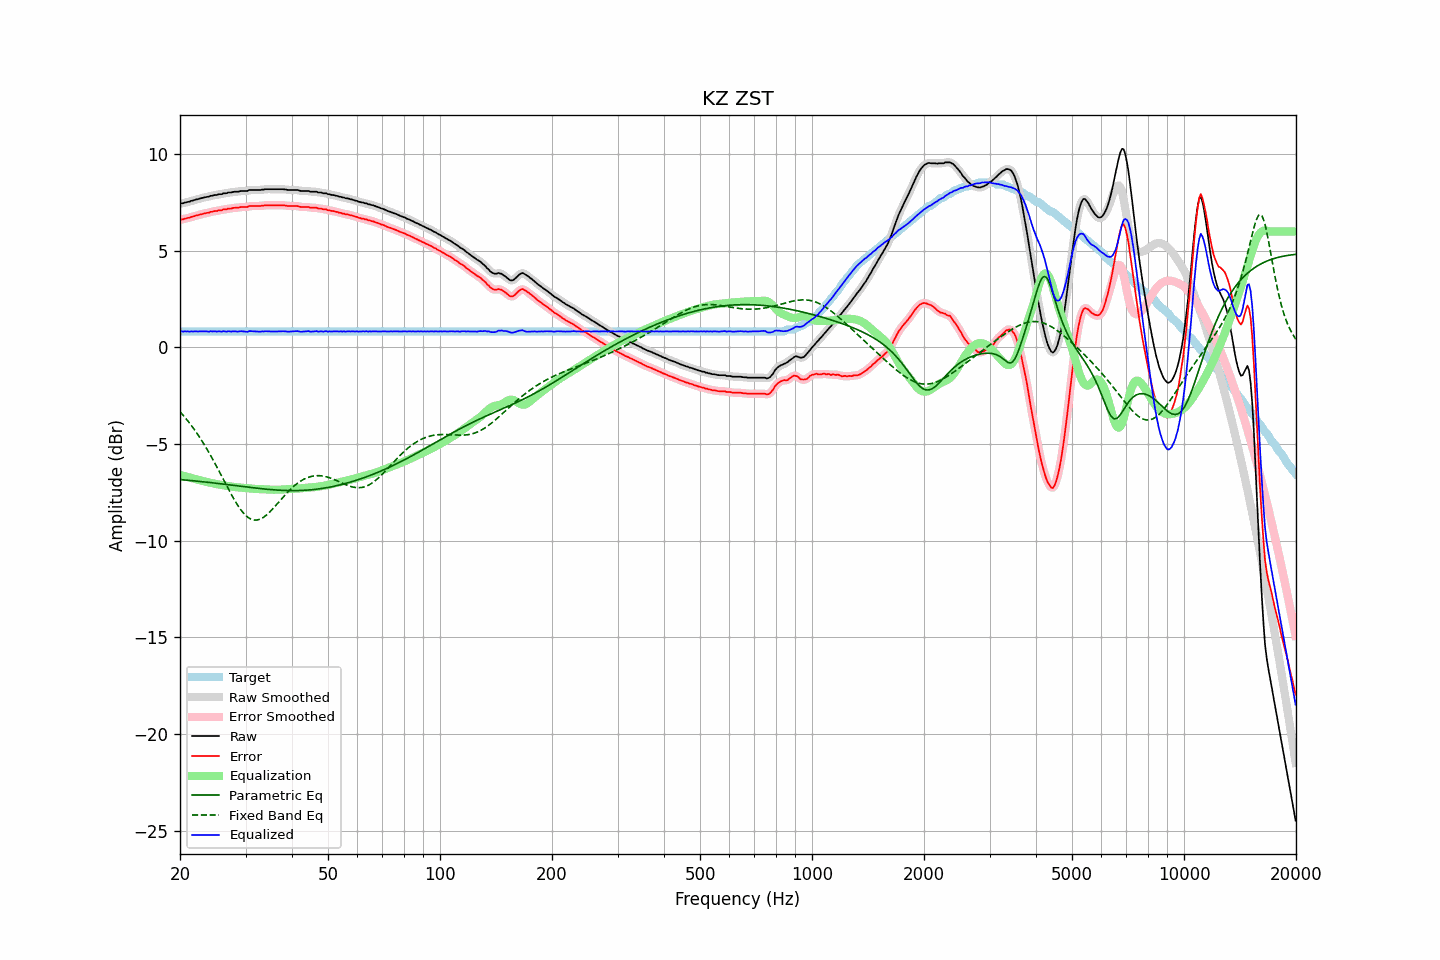 KZ ZST
Amplitude (dBr)
10
5
0
−5
−10
−15
−20
−25
Target
Raw Smoothed
Error Smoothed
Raw
Error
Equalization
Parametric Eq
Fixed Band Eq
Equalized
20 50 100 200 500 1000 2000 5000 10000 20000
Frequency (Hz)